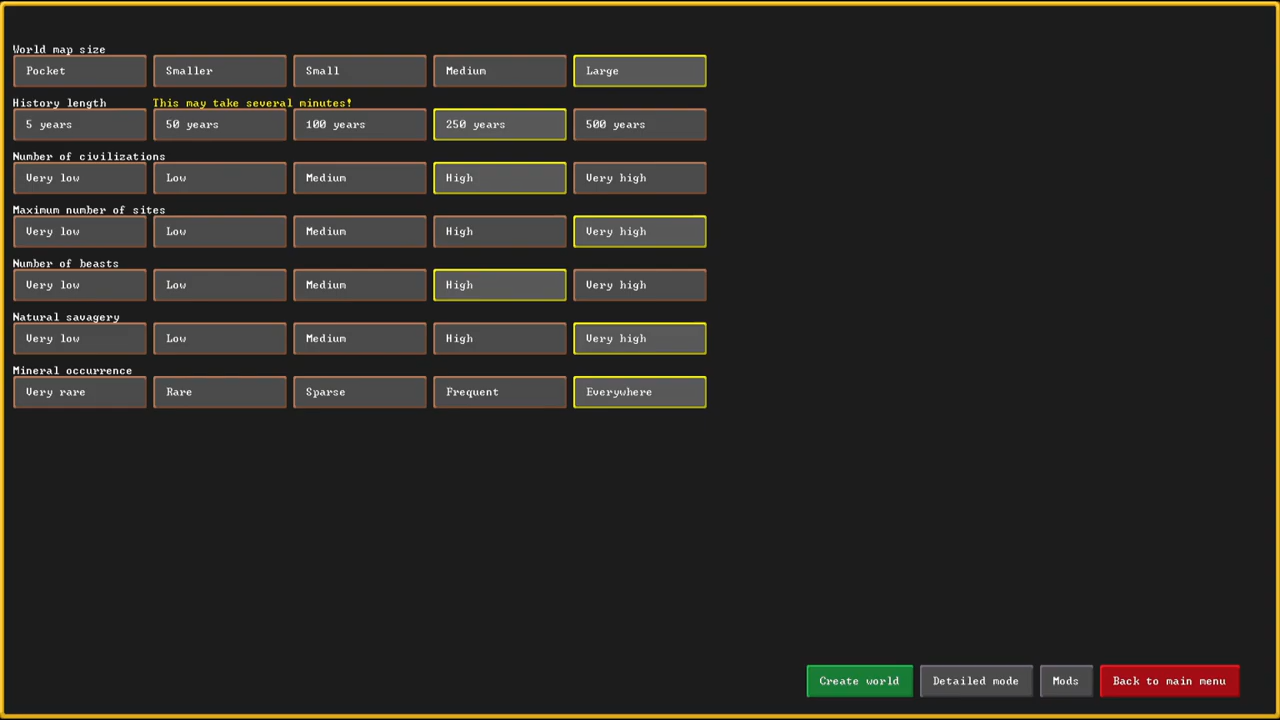 World map size
Pocket Smaller Small Medium Large
History length This may take several minutes!
5 years 50 years 100 years 250 years 500 years
Number of civilizations
Very low Low Medium High Very high
Maximum number of sites
Very low Low Medium High Very high
Number of beasts
Very low Low Medium High Very high
Natural savagery
Very low Low Medium High Very high
Mineral occurrence
Very rare Rare Sparse Frequent Everywhere
Create world Detailed mode Mods Back to main menu